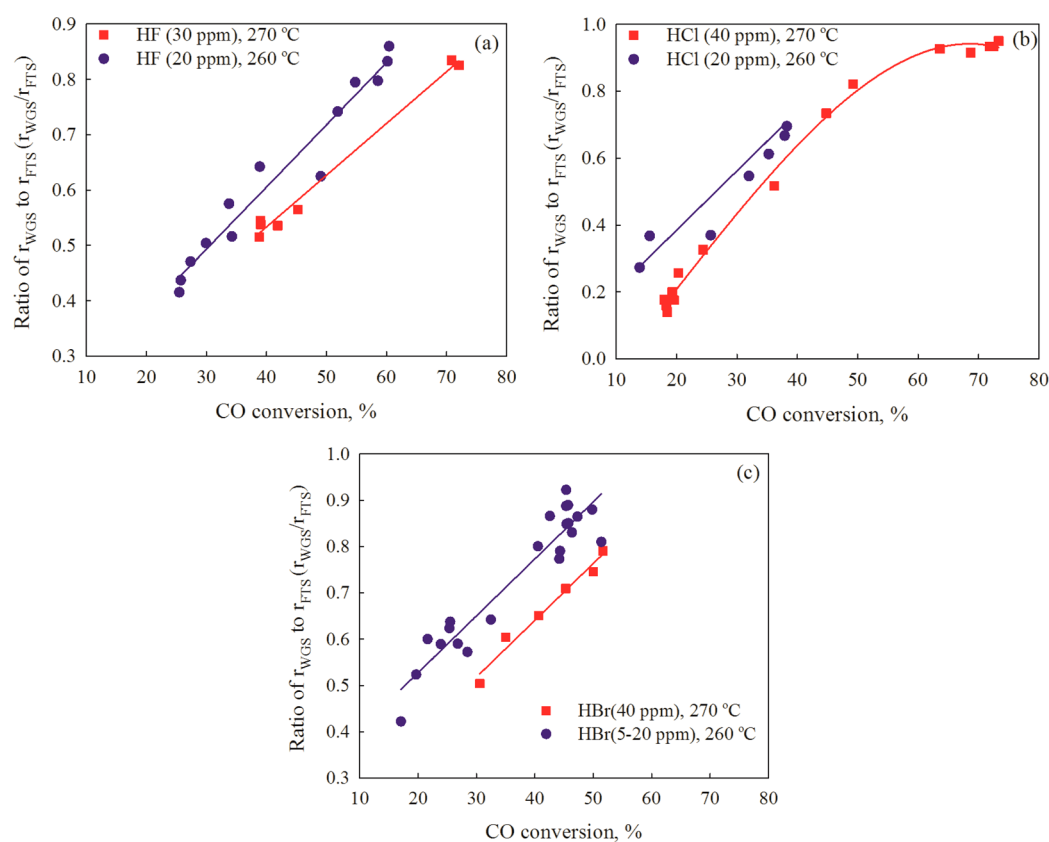 HF (30 ppm), 270 ºC
HF (20 ppm), 260 ºC
(a)
Ratio of rWGS to rFTS (rWGS/rFTS)
0.9
0.8
0.7
0.6
0.5
0.4
0.3
10 20 30 40 50 60 70 80
CO conversion, %
HCl (40 ppm), 270 ºC
HCl (20 ppm), 260 ºC
(b)
Ratio of rWGS to rFTS (rWGS/rFTS)
1.0
0.8
0.6
0.4
0.2
0.0
10 20 30 40 50 60 70 80
CO conversion, %
(c)
Ratio of rWGS to rFTS (rWGS/rFTS)
1.0
0.9
0.8
0.7
0.6
0.5
0.4
0.3
HBr(40 ppm), 270 ºC
HBr(5-20 ppm), 260 ºC
10 20 30 40 50 60 70 80
CO conversion, %